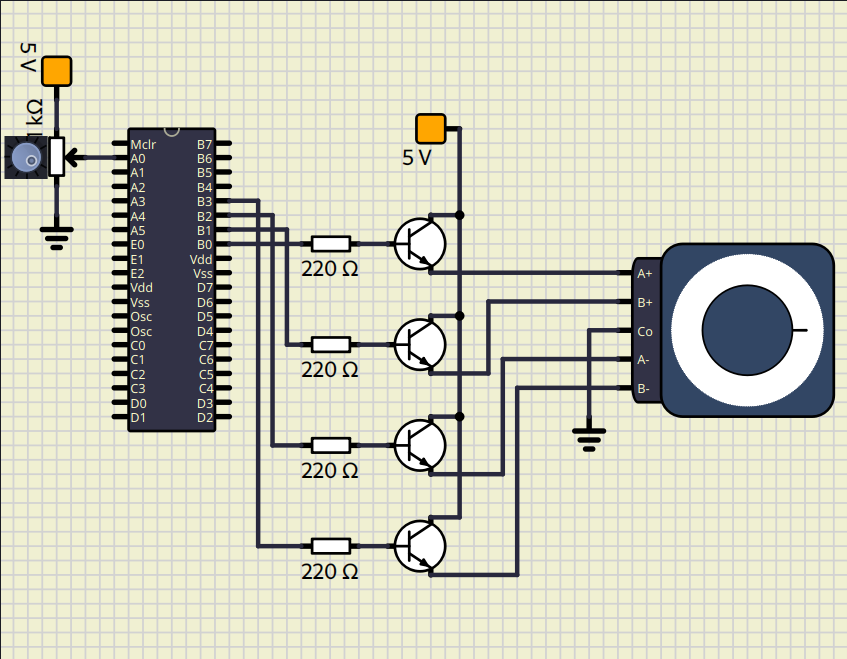 5 V
1 kΩ
5 V
Mclr B7
A0 B6
A1 B5
A2 B4
A3 B3
A4 B2
A5 B1
E0 B0
E1 Vdd
E2 Vss
Vdd D7
Vss D6
Osc D5
Osc D4
C0 C7
C1 C6
C2 C5
C3 C4
D0 D3
D1 D2
220 Ω
220 Ω
220 Ω
220 Ω
A+
B+
Co
A-
B-